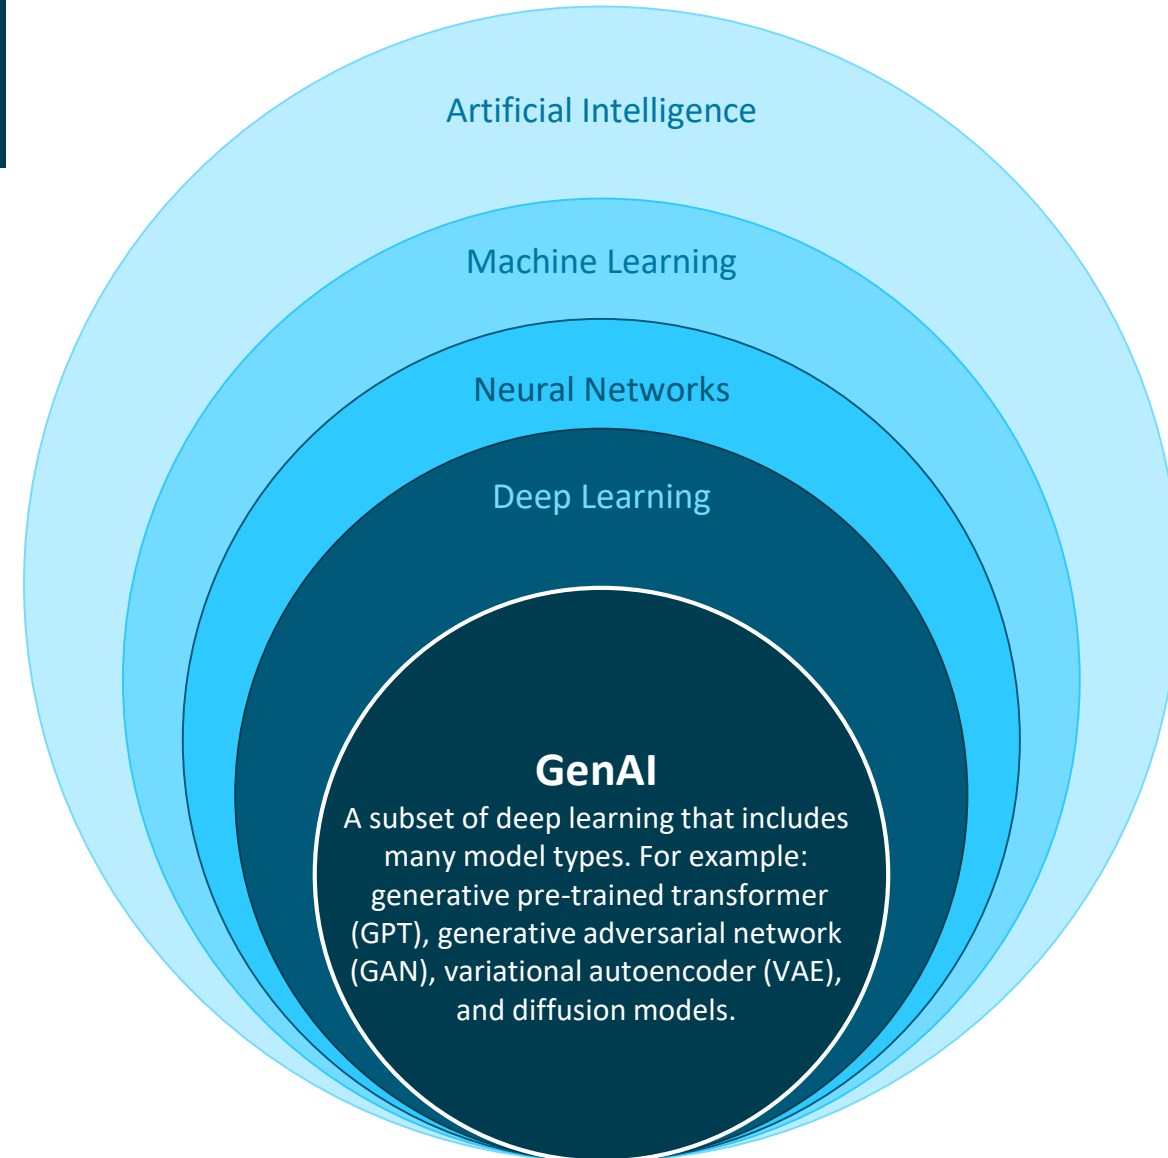 Artificial Intelligence
Machine Learning
Neural Networks
Deep Learning
GenAI
A subset of deep learning that includes
many model types. For example:
generative pre-trained transformer
(GPT), generative adversarial network
(GAN), variational autoencoder (VAE),
and diffusion models.